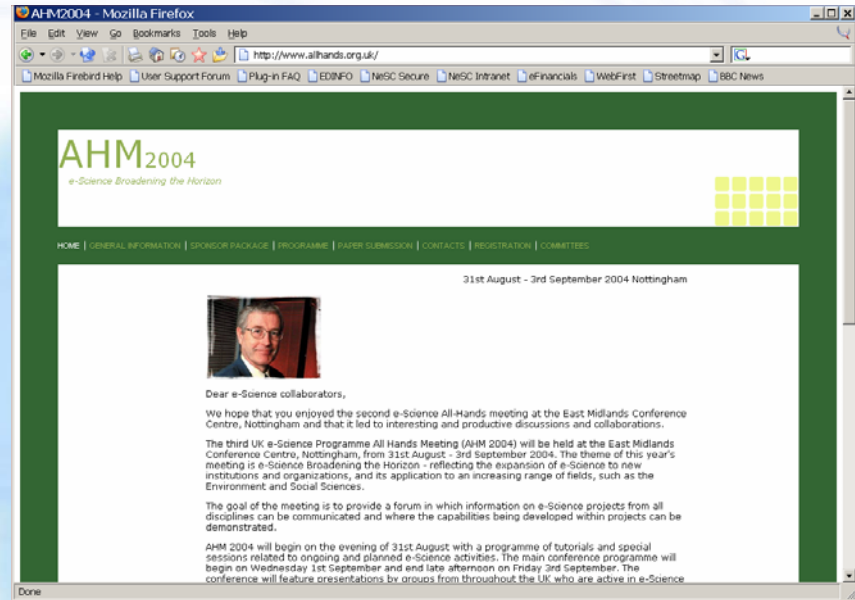 AHM2004 - Mozilla Firefox
File Edit View Go Bookmarks Tools Help
http://www.allhands.org.uk/
G
Mozilla Firebird Help User Support Forum Plug-in FAQ EDINFO NeSC Secure NeSC Intranet eFinancials WebFirst Streetmap BBC News
AHM2004
e-Science Broadening the Horizon
HOME | GENERAL INFORMATION | SPONSOR PACKAGE | PROGRAMME | PAPER SUBMISSION | CONTACTS | REGISTRATION | COMMITTEES
31st August - 3rd September 2004 Nottingham
Dear e-Science collaborators,
We hope that you enjoyed the second e-Science All-Hands meeting at the East Midlands Conference
Centre, Nottingham and that it led to interesting and productive discussions and collaborations.
The third UK e-Science Programme All Hands Meeting (AHM 2004) will be held at the East Midlands
Conference Centre, Nottingham, from 31st August - 3rd September 2004. The theme of this year's
meeting is e-Science Broadening the Horizon - reflecting the expansion of e-Science to new
institutions and organizations, and its application to an increasing range of fields, such as the
Environment and Social Sciences.
The goal of the meeting is to provide a forum in which information on e-Science projects from all
disciplines can be communicated and where the capabilities being developed within projects can be
demonstrated.
AHM 2004 will begin on the evening of 31st August with a programme of tutorials and special
sessions related to ongoing and planned e-Science activities. The main conference programme will
begin on Wednesday 1st September and end late afternoon on Friday 3rd September. The
conference will feature presentations by groups from throughout the UK who are active in e-Science
Done